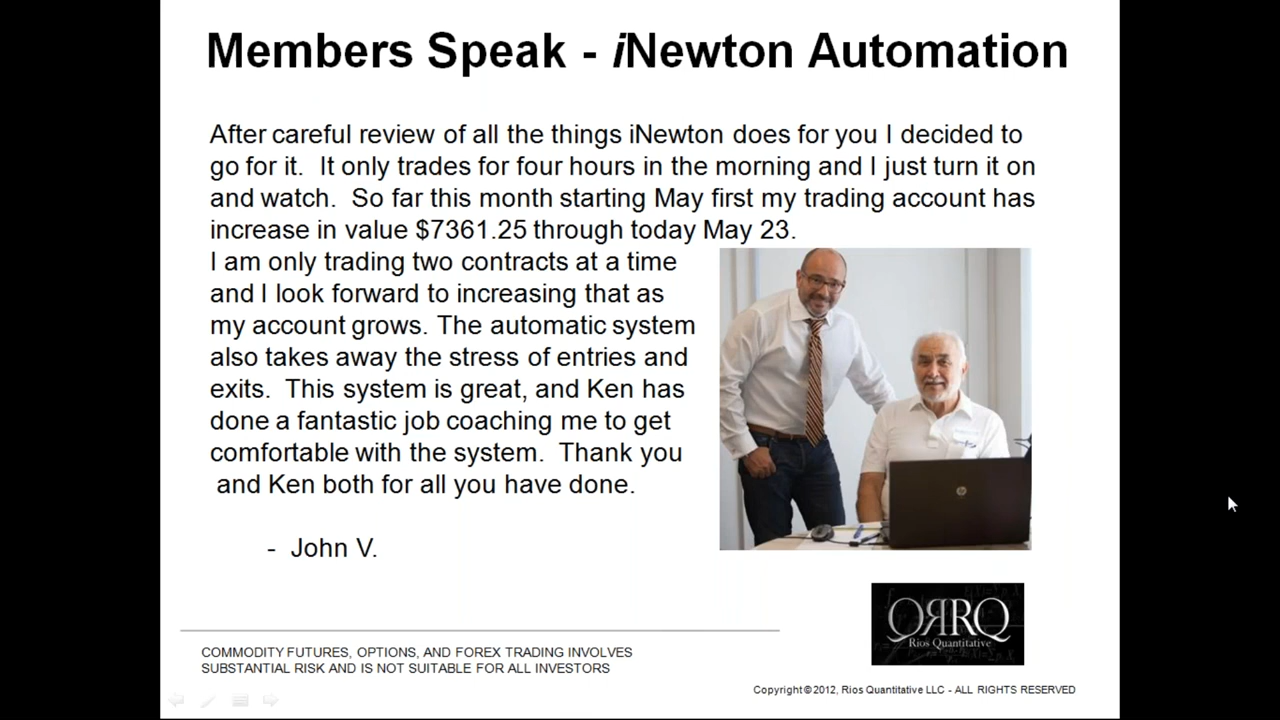 Members Speak - iNewton Automation
After careful review of all the things iNewton does for you I decided to
go for it.  It only trades for four hours in the morning and I just turn it on
and watch.  So far this month starting May first my trading account has
increase in value $7361.25 through today May 23.
I am only trading two contracts at a time
and I look forward to increasing that as
my account grows. The automatic system
also takes away the stress of entries and
exits.  This system is great, and Ken has
done a fantastic job coaching me to get
comfortable with the system.  Thank you
and Ken both for all you have done.
- John V.
QRRQ
Rios Quantitative
COMMODITY FUTURES, OPTIONS, AND FOREX TRADING INVOLVES
SUBSTANTIAL RISK AND IS NOT SUITABLE FOR ALL INVESTORS
Copyright ©2012, Rios Quantitative LLC - ALL RIGHTS RESERVED